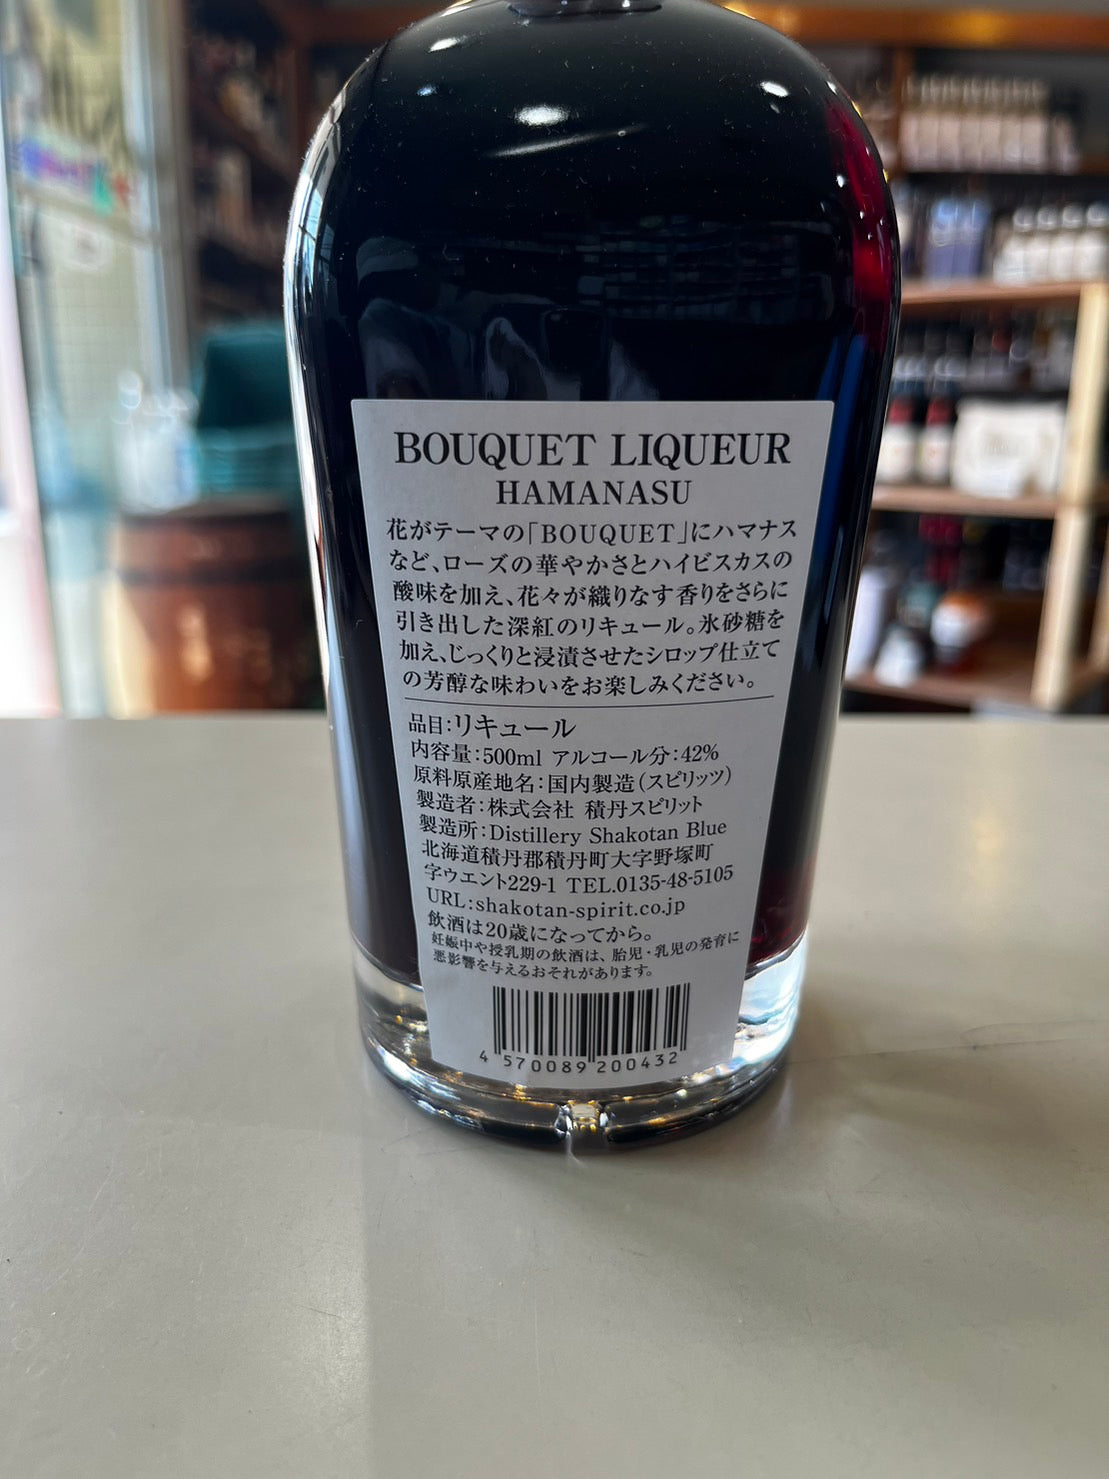 BOUQUET LIQUEUR
HAMANASU
花がテーマの「BOUQUET」にハマナス
など、ローズの華やかさとハイビスカスの
酸味を加え、花々が織りなす香りをさらに
引き出した深紅のリキュール。氷砂糖を
加え、じっくりと浸漬させたシロップ仕立て
の芳醇な味わいをお楽しみください。
品目:リキュール
内容量:500ml アルコール分:42%
原料原産地名:国内製造(スピリッツ)
製造者:株式会社 積丹スピリット
製造所:Distillery Shakotan Blue
北海道積丹郡積丹町大字野塚町
字ウエント229-1 TEL.0135-48-5105
URL:shakotan-spirit.co.jp
飲酒は20歳になってから。
妊娠中や授乳期の飲酒は、胎児・乳児の発育に
悪影響を与えるおそれがあります。
4 570089 200432